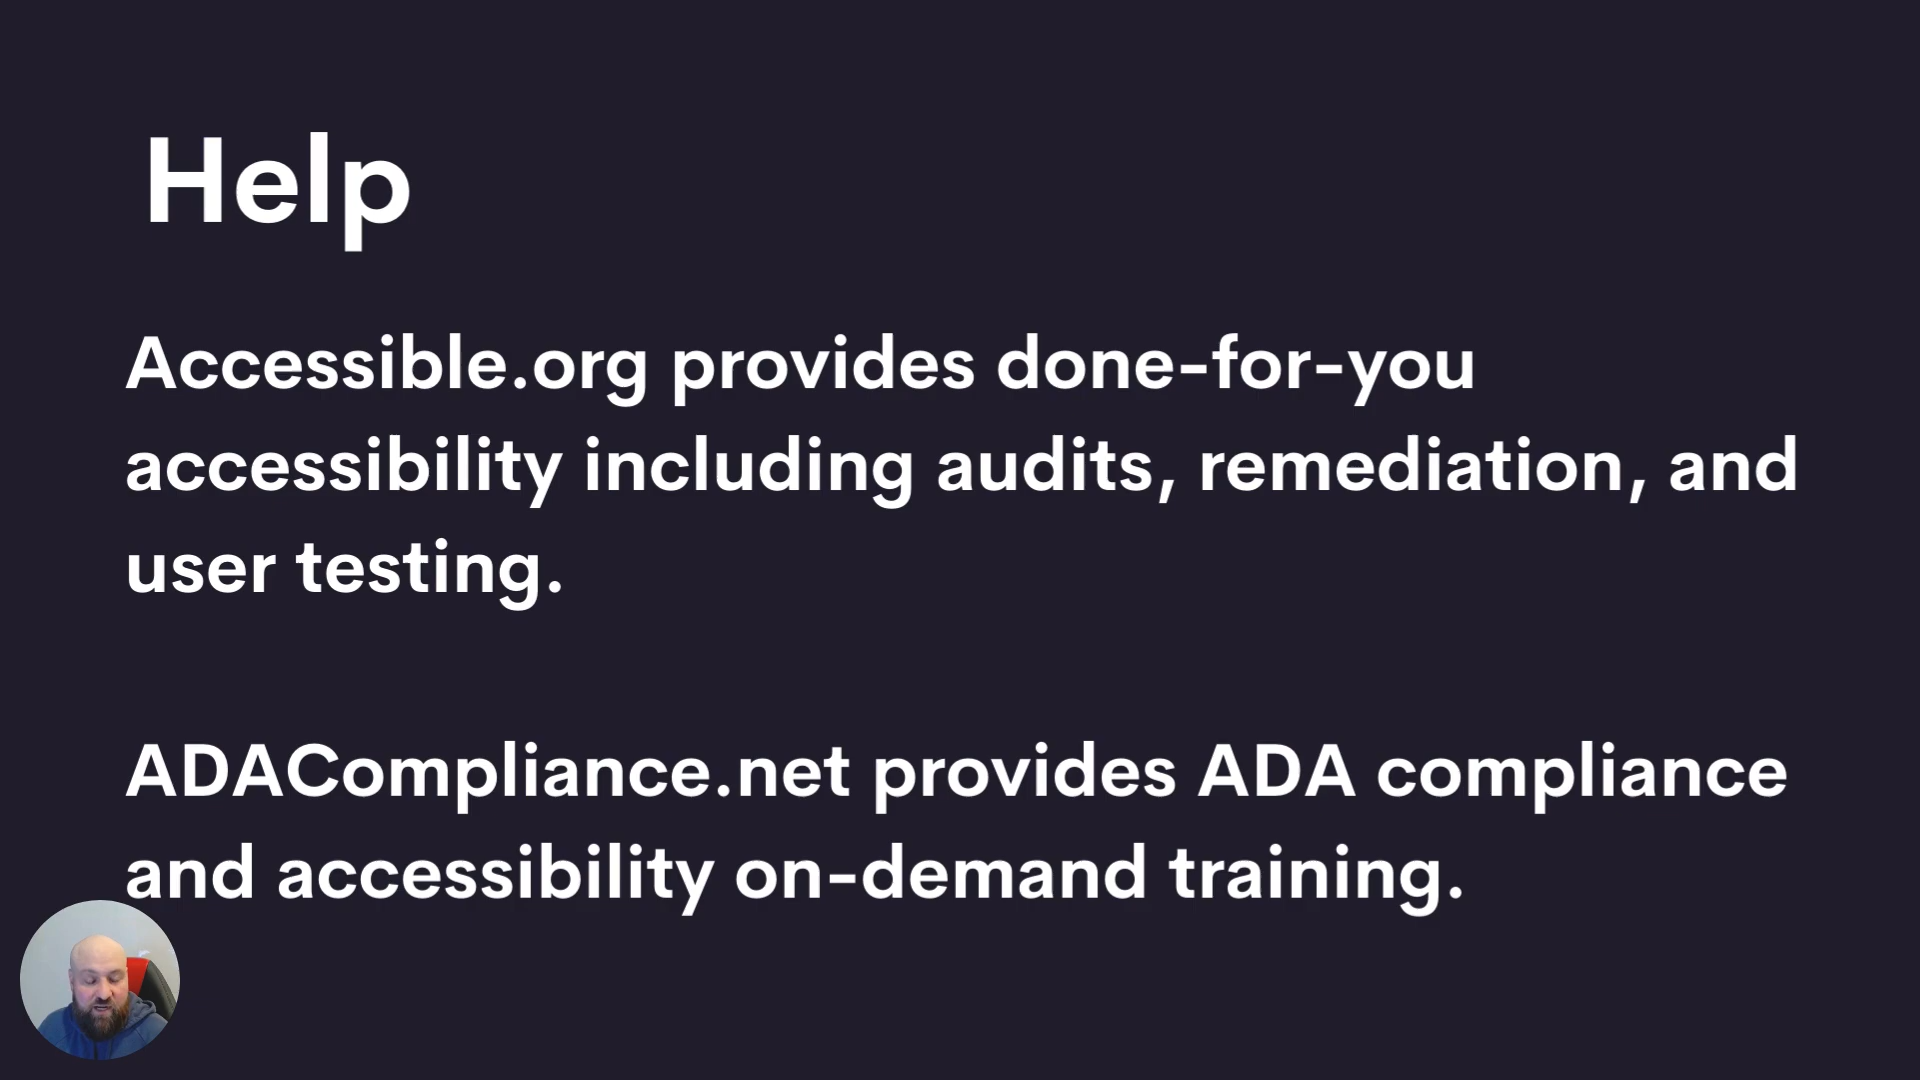 Help
Accessible.org provides done-for-you
accessibility including audits, remediation, and
user testing.
ADACompliance.net provides ADA compliance
and accessibility on-demand training.